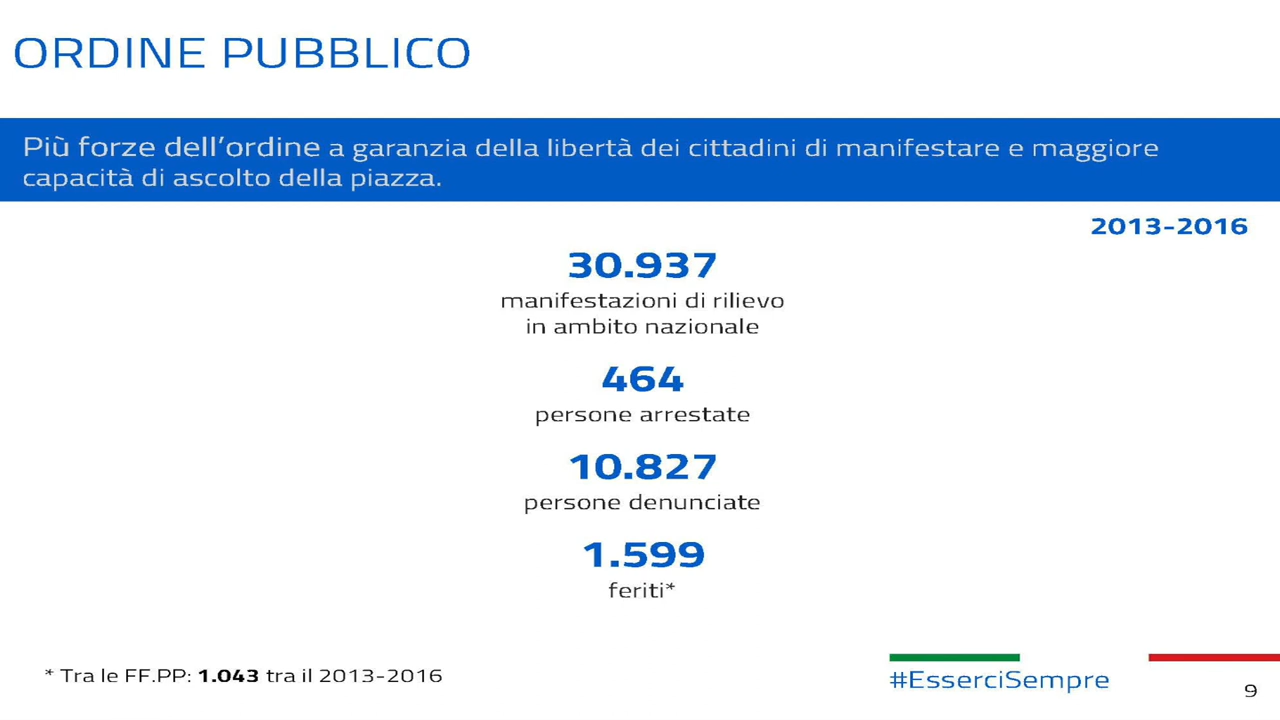 ORDINE PUBBLICO
Più forze dell'ordine a garanzia della libertà dei cittadini di manifestare e maggiore
capacità di ascolto della piazza.
2013-2016
30.937
manifestazioni di rilievo
in ambito nazionale
464
persone arrestate
10.827
persone denunciate
1.599
feriti*
* Tra le FF.PP: 1.043 tra il 2013-2016
#EsserciSempre
9